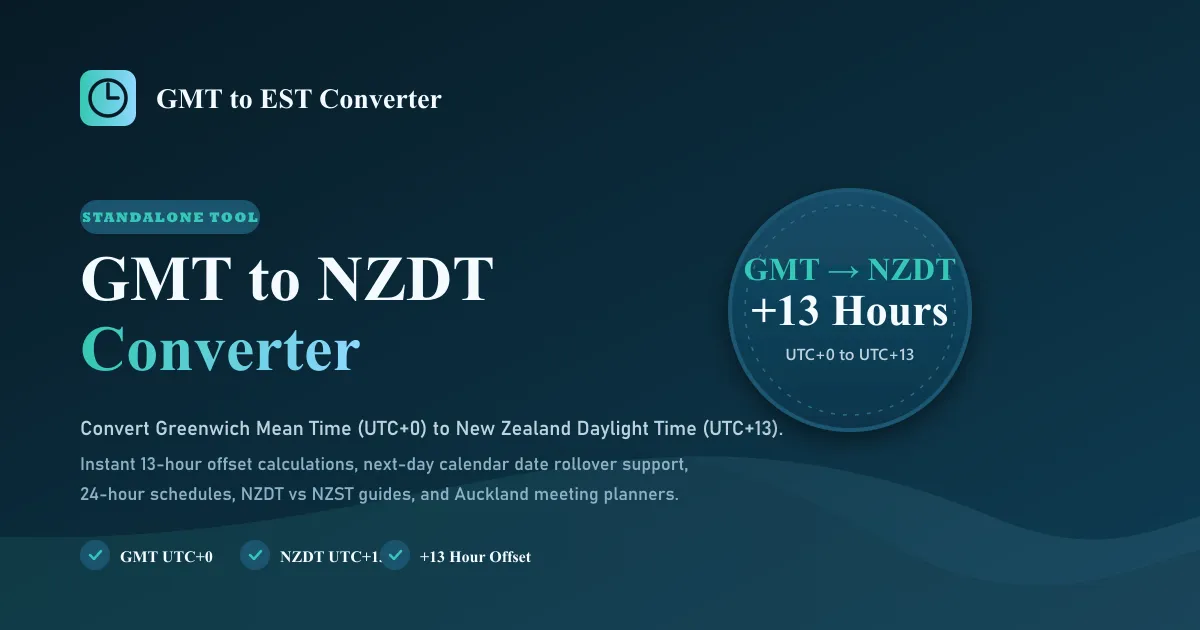 GMT to EST Converter
STANDALONE TOOL
GMT to NZDT
Converter
GMT → NZDT
+13 Hours
UTC+0 to UTC+13
Convert Greenwich Mean Time (UTC+0) to New Zealand Daylight Time (UTC+13).
Instant 13-hour offset calculations, next-day calendar date rollover support,
24-hour schedules, NZDT vs NZST guides, and Auckland meeting planners.
GMT UTC+0 NZDT UTC+1. +13 Hour Offset